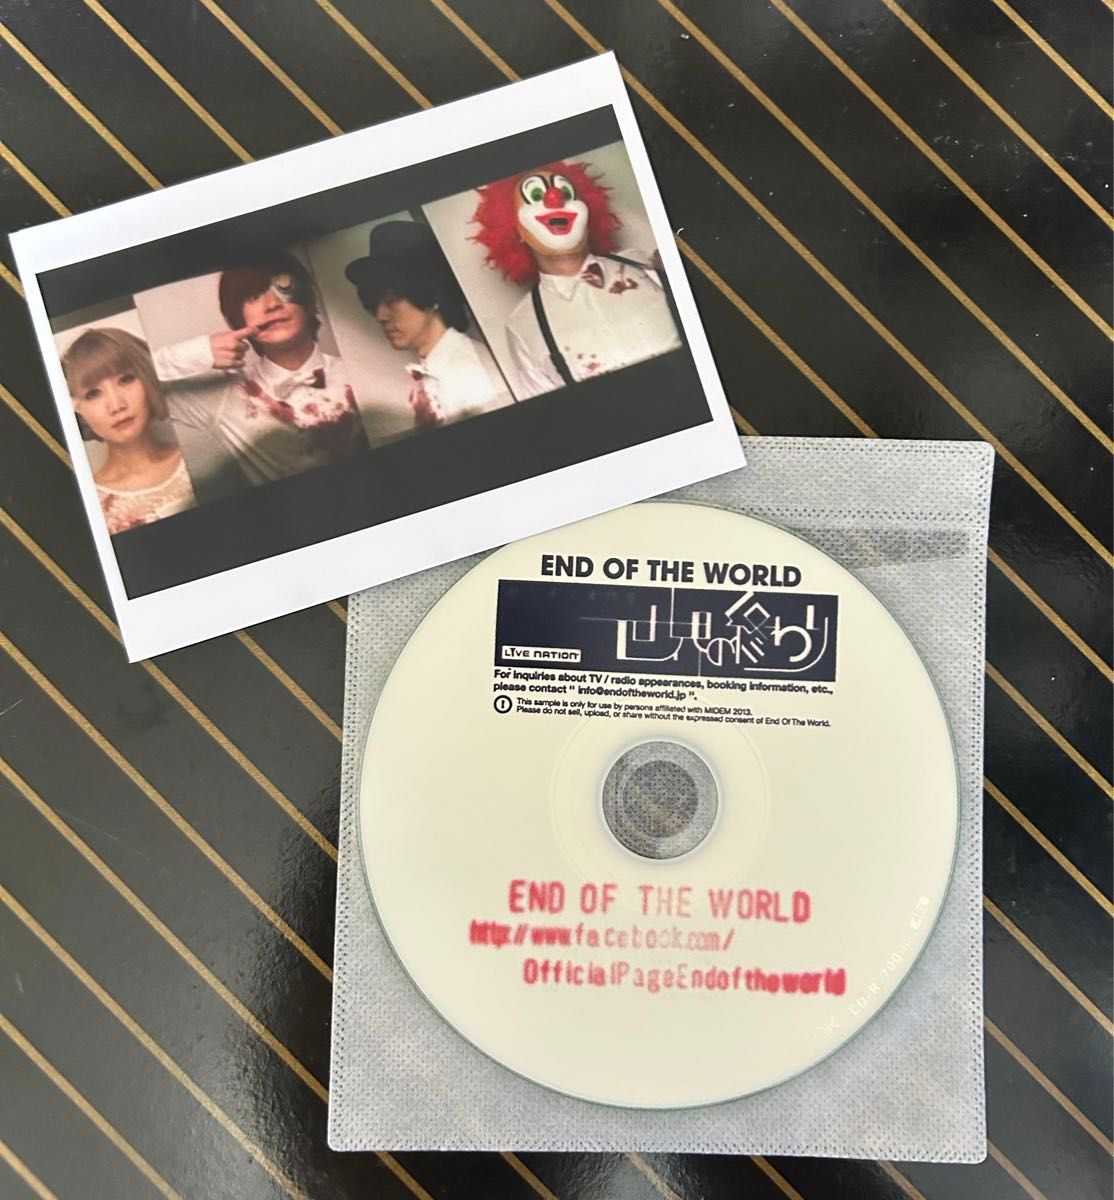 END OF THE WORLD
世界の終わり
LIVE NATION
For inquiries about TV / radio appearances, booking information, etc.,
please contact " info@endoftheworld.jp ".
This sample is only for use by persons affiliated with MIDEM 2013.
Please do not sell, upload, or share without the expressed consent of End Of The World.
END OF THE WORLD
http://www.facebook.com/
OfficialPageEndoftheworld
CD-R 700MB